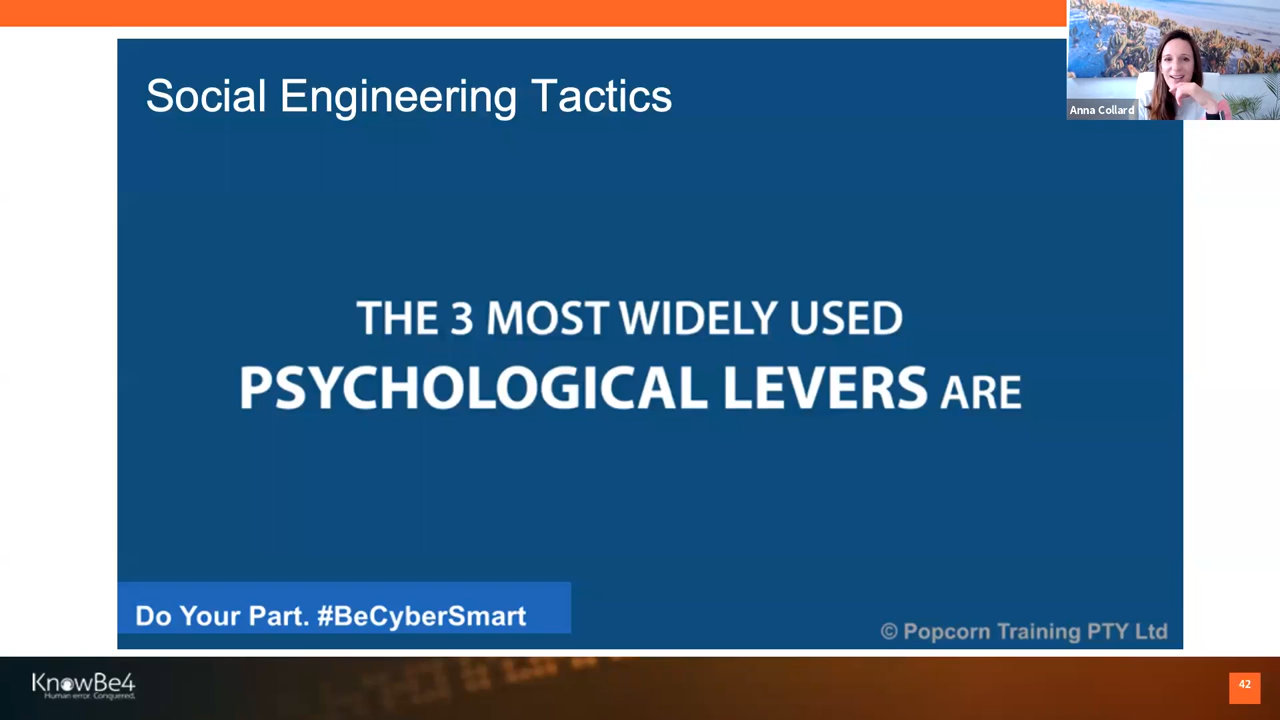 Social Engineering Tactics
Anna Collard
THE 3 MOST WIDELY USED
PSYCHOLOGICAL LEVERS ARE
Do Your Part. #BeCyberSmart
© Popcorn Training PTY Ltd
KnowBe4
Human error. Conquered.
42